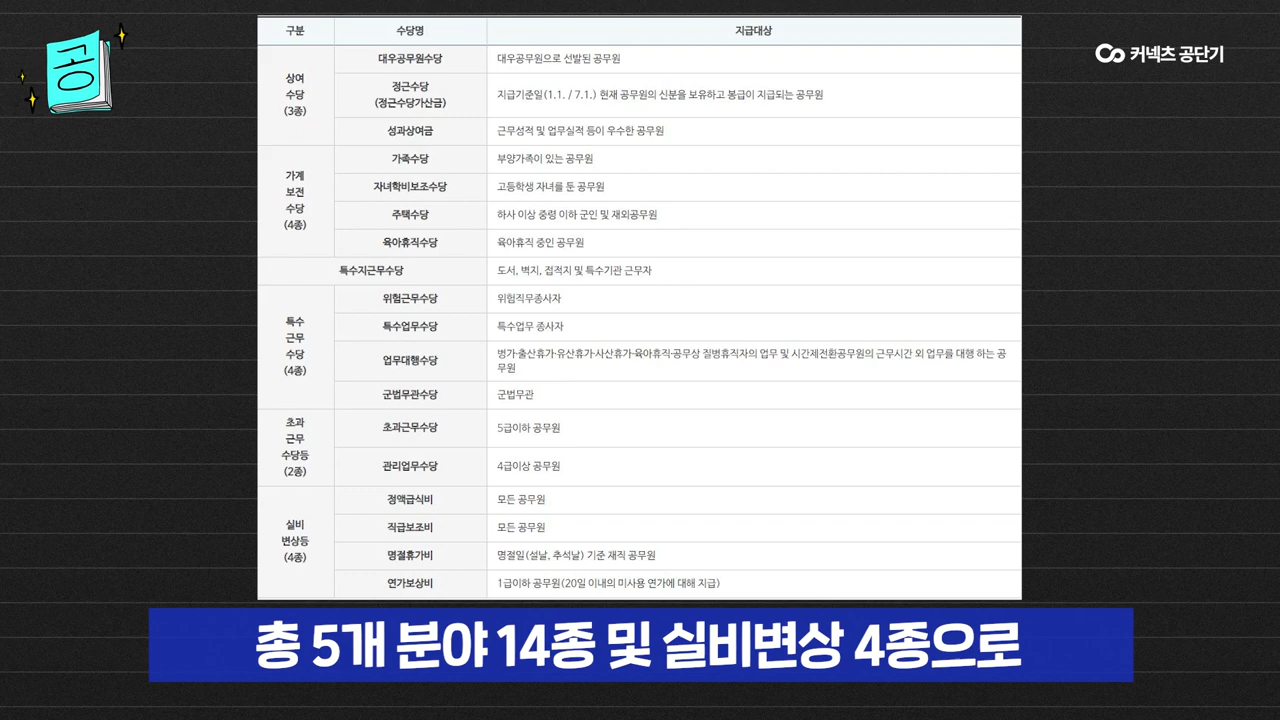 공
커넥츠 공단기
구분 수당명 지급대상
상여
수당
(3종)
대우공무원수당 대우공무원으로 선발된 공무원
정근수당
(정근수당가산금)
지급기준일(1.1. / 7.1.) 현재 공무원의 신분을 보유하고 봉급이 지급되는 공무원
성과상여금 근무성적 및 업무실적 등이 우수한 공무원
가계
보전
수당
(4종)
가족수당 부양가족이 있는 공무원
자녀학비보조수당 고등학생 자녀를 둔 공무원
주택수당 하사 이상 중령 이하 군인 및 재외공무원
육아휴직수당 육아휴직 중인 공무원
특수지근무수당 도서, 벽지, 접적지 및 특수기관 근무자
특수
근무
수당
(4종)
위험근무수당 위험직무종사자
특수업무수당 특수업무 종사자
업무대행수당
병가·출산휴가·유산휴가·사산휴가·육아휴직·공무상 질병휴직자의 업무 및 시간제전환공무원의 근무시간 외 업무를 대행 하는 공
무원
군법무관수당 군법무관
초과
근무
수당등
(2종)
초과근무수당 5급이하 공무원
관리업무수당 4급이상 공무원
실비
변상등
(4종)
정액급식비 모든 공무원
직급보조비 모든 공무원
명절휴가비 명절일(설날, 추석날) 기준 재직 공무원
연가보상비 1급이하 공무원(20일 이내의 미사용 연가에 대해 지급)
총 5개 분야 14종 및 실비변상 4종으로